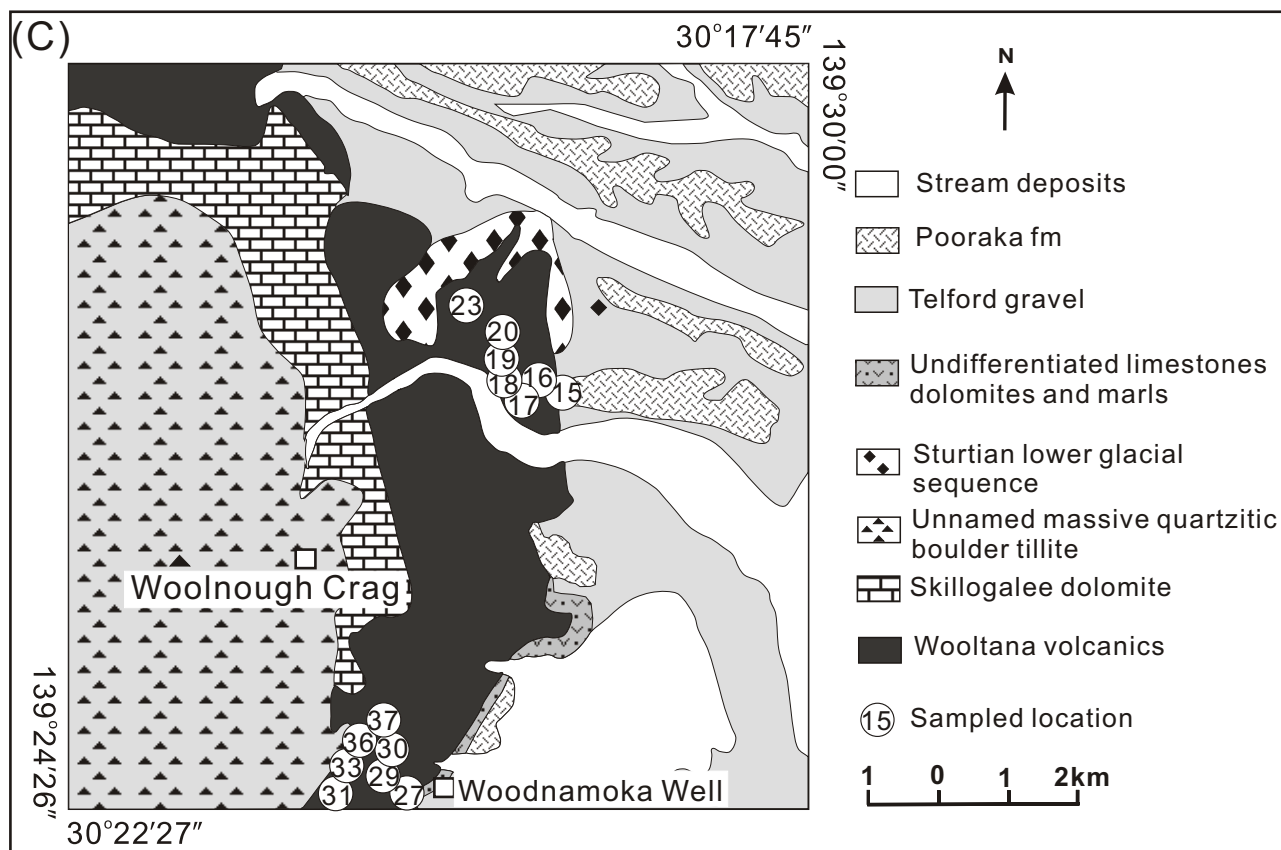 (C)
30°17′45″
139°30′00″
N
Stream deposits
Pooraka fm
Telford gravel
Undifferentiated limestones
dolomites and marls
Sturtian lower glacial
sequence
Unnamed massive quartzitic
boulder tillite
Skillogalee dolomite
Wooltana volcanics
15 Sampled location
1 0 1 2km
23
20
19
18
16
15
17
Woolnough Crag
37
36
30
33
29
31
27
Woodnamoka Well
139°24′26″
30°22′27″